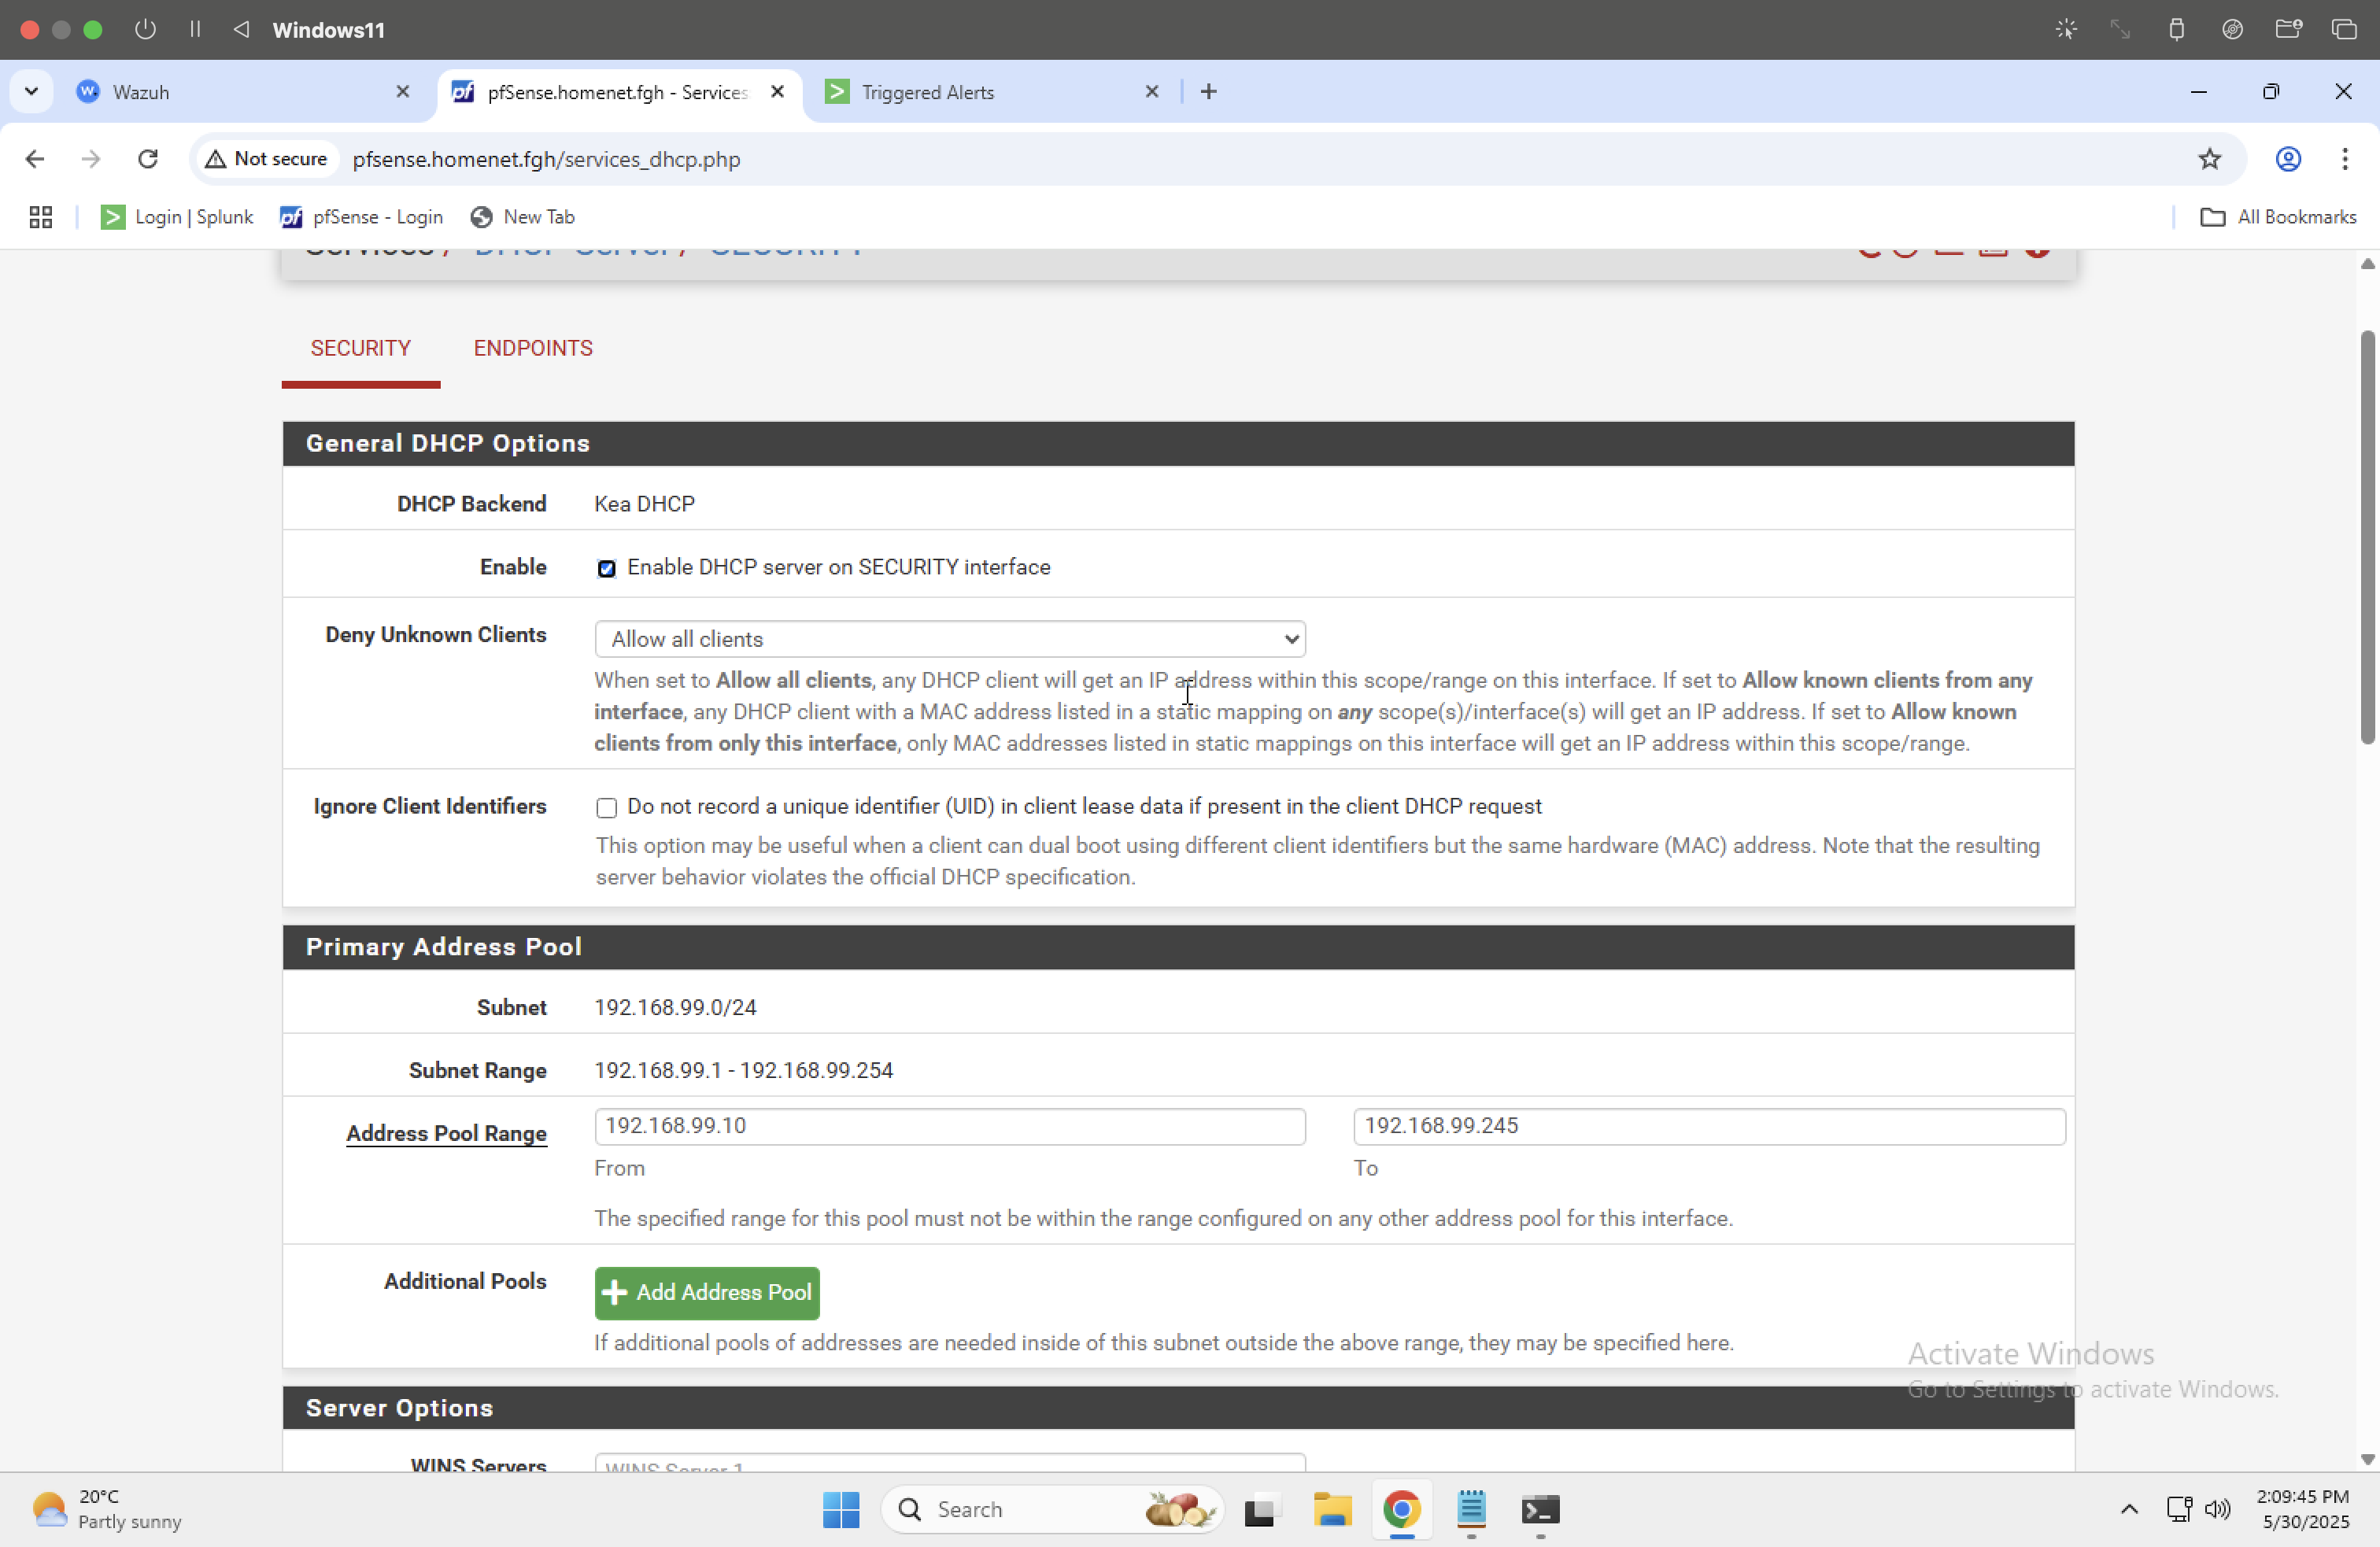 Windows11
Wazuh
pfSense.homenet.fgh - Services
Triggered Alerts
Not secure
pfsense.homenet.fgh/services_dhcp.php
Login | Splunk
pfSense - Login
New Tab
All Bookmarks
Services / DHCP Server / SECURITY
SECURITY
ENDPOINTS
General DHCP Options
DHCP Backend
Kea DHCP
Enable
Enable DHCP server on SECURITY interface
Deny Unknown Clients
Allow all clients
When set to Allow all clients, any DHCP client will get an IP address within this scope/range on this interface. If set to Allow known clients from any
interface, any DHCP client with a MAC address listed in a static mapping on any scope(s)/interface(s) will get an IP address. If set to Allow known
clients from only this interface, only MAC addresses listed in static mappings on this interface will get an IP address within this scope/range.
Ignore Client Identifiers
Do not record a unique identifier (UID) in client lease data if present in the client DHCP request
This option may be useful when a client can dual boot using different client identifiers but the same hardware (MAC) address. Note that the resulting
server behavior violates the official DHCP specification.
Primary Address Pool
Subnet
192.168.99.0/24
Subnet Range
192.168.99.1 - 192.168.99.254
Address Pool Range
192.168.99.10
192.168.99.245
From
To
The specified range for this pool must not be within the range configured on any other address pool for this interface.
Additional Pools
Add Address Pool
If additional pools of addresses are needed inside of this subnet outside the above range, they may be specified here.
Activate Windows
Go to Settings to activate Windows.
Server Options
WINS Servers
WINS Server 1
20°C
Partly sunny
Search
2:09:45 PM
5/30/2025